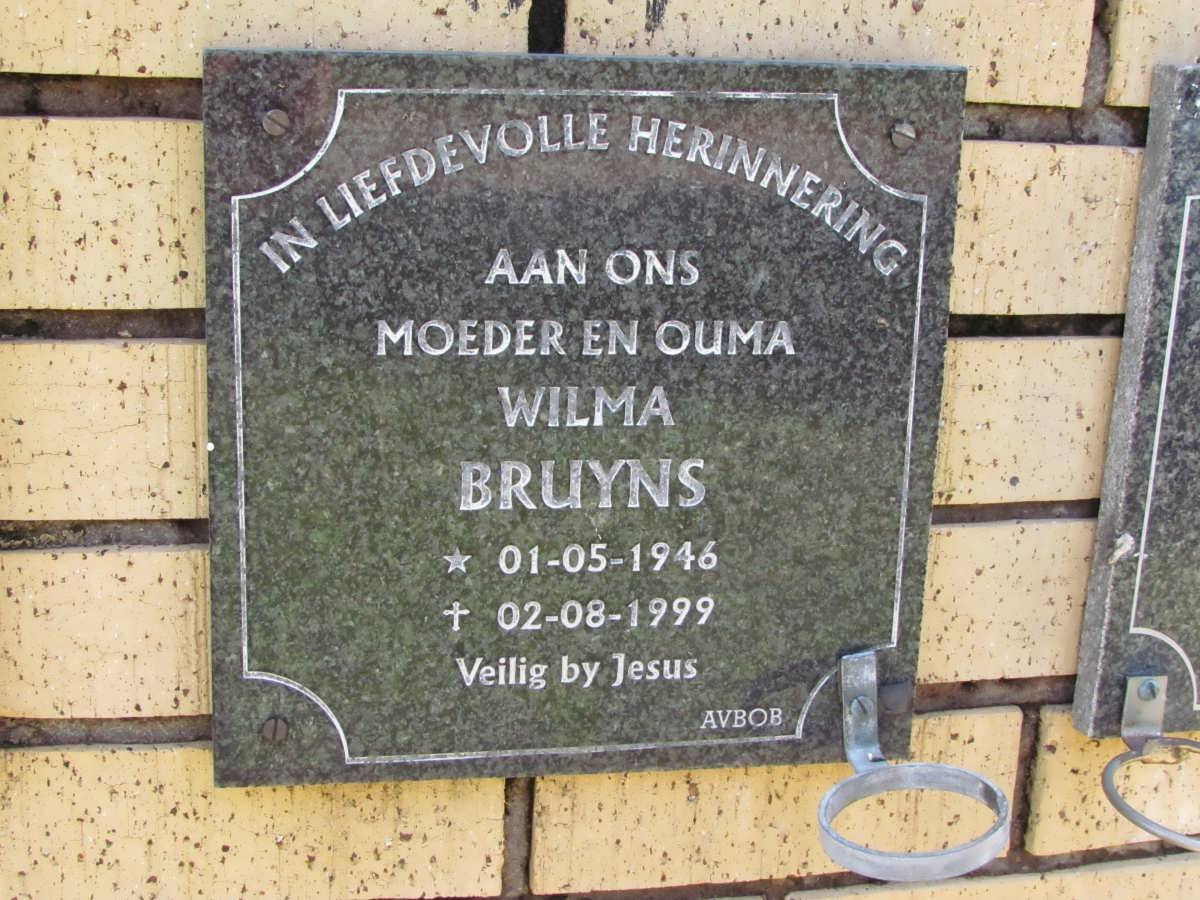 IN LIEFDEVOLLE HERINNERING
AAN ONS
MOEDER EN OUMA
WILMA
BRUYNS
★ 01-05-1946
✝ 02-08-1999
Veilig by Jesus
AVBOB